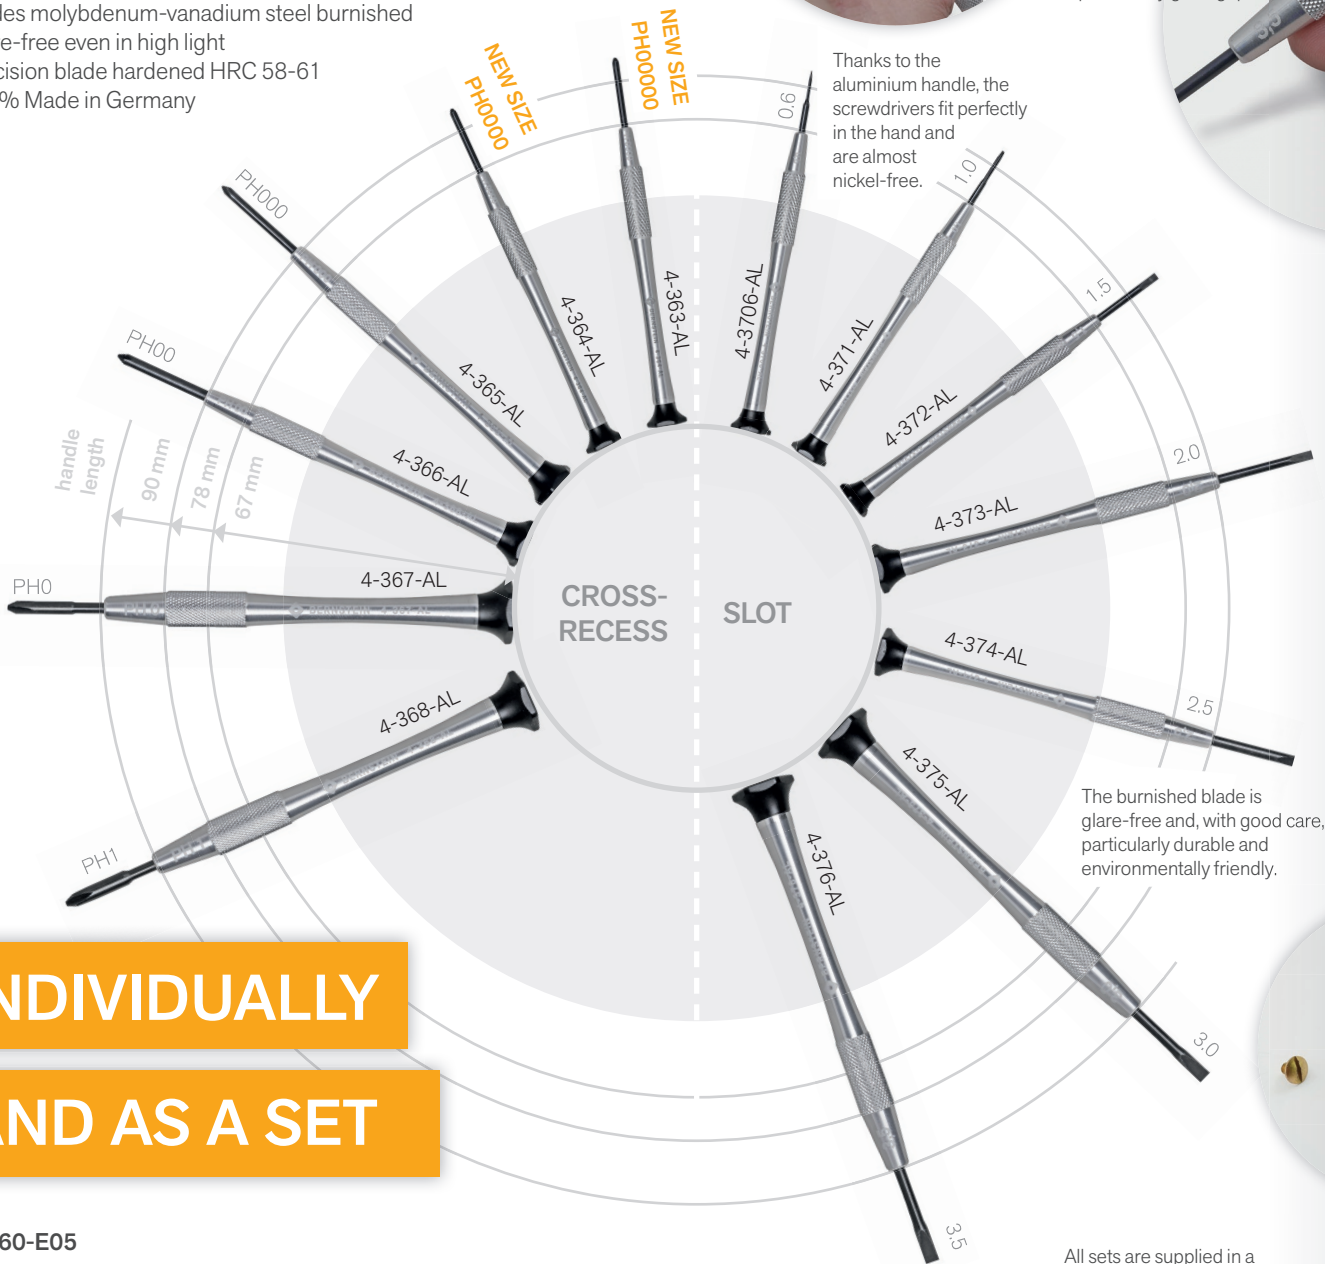 des molybdenum-vanadium steel burnished
e-free even in high light
cision blade hardened HRC 58-61
% Made in Germany
NEW SIZE
PH0000
NEW SIZE
PH00000
Thanks to the
aluminium handle, the
screwdrivers fit perfectly
in the hand and
are almost
nickel-free.
0.6
1.0
1.5
2.0
2.5
3.0
3.5
PH000
PH00
PH0
PH1
handle
length
90 mm
78 mm
67 mm
4-363-AL
4-364-AL
4-365-AL
4-366-AL
4-367-AL
4-368-AL
4-3706-AL
4-371-AL
4-372-AL
4-373-AL
4-374-AL
4-375-AL
4-376-AL
BERNSTEIN 4-367-AL
CROSS-
RECESS
SLOT
The burnished blade is
glare-free and, with good care,
particularly durable and
environmentally friendly.
NDIVIDUALLY
AND AS A SET
60-E05
All sets are supplied in a